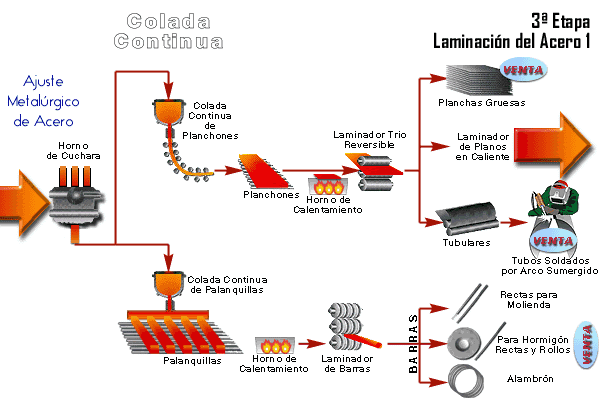 Colada
Continua
3ª Etapa
Laminación del Acero 1
Ajuste
Metalúrgico
de Acero
Horno
de Cuchara
Colada
Continua
de
Planchones
Planchones
Horno de
Calentamiento
Laminador Trio
Reversible
VENTA
Planchas Gruesas
Laminador
de Planos
en Caliente
Tubulares
VENTA
Tubos Soldados
por Arco Sumergido
Colada Continua
de Palanquillas
Palanquillas
Horno de
Calentamiento
Laminador
de Barras
BARRAS
Rectas para
Molienda
Para Hormigón
Rectas y Rollos
VENTA
Alambrón